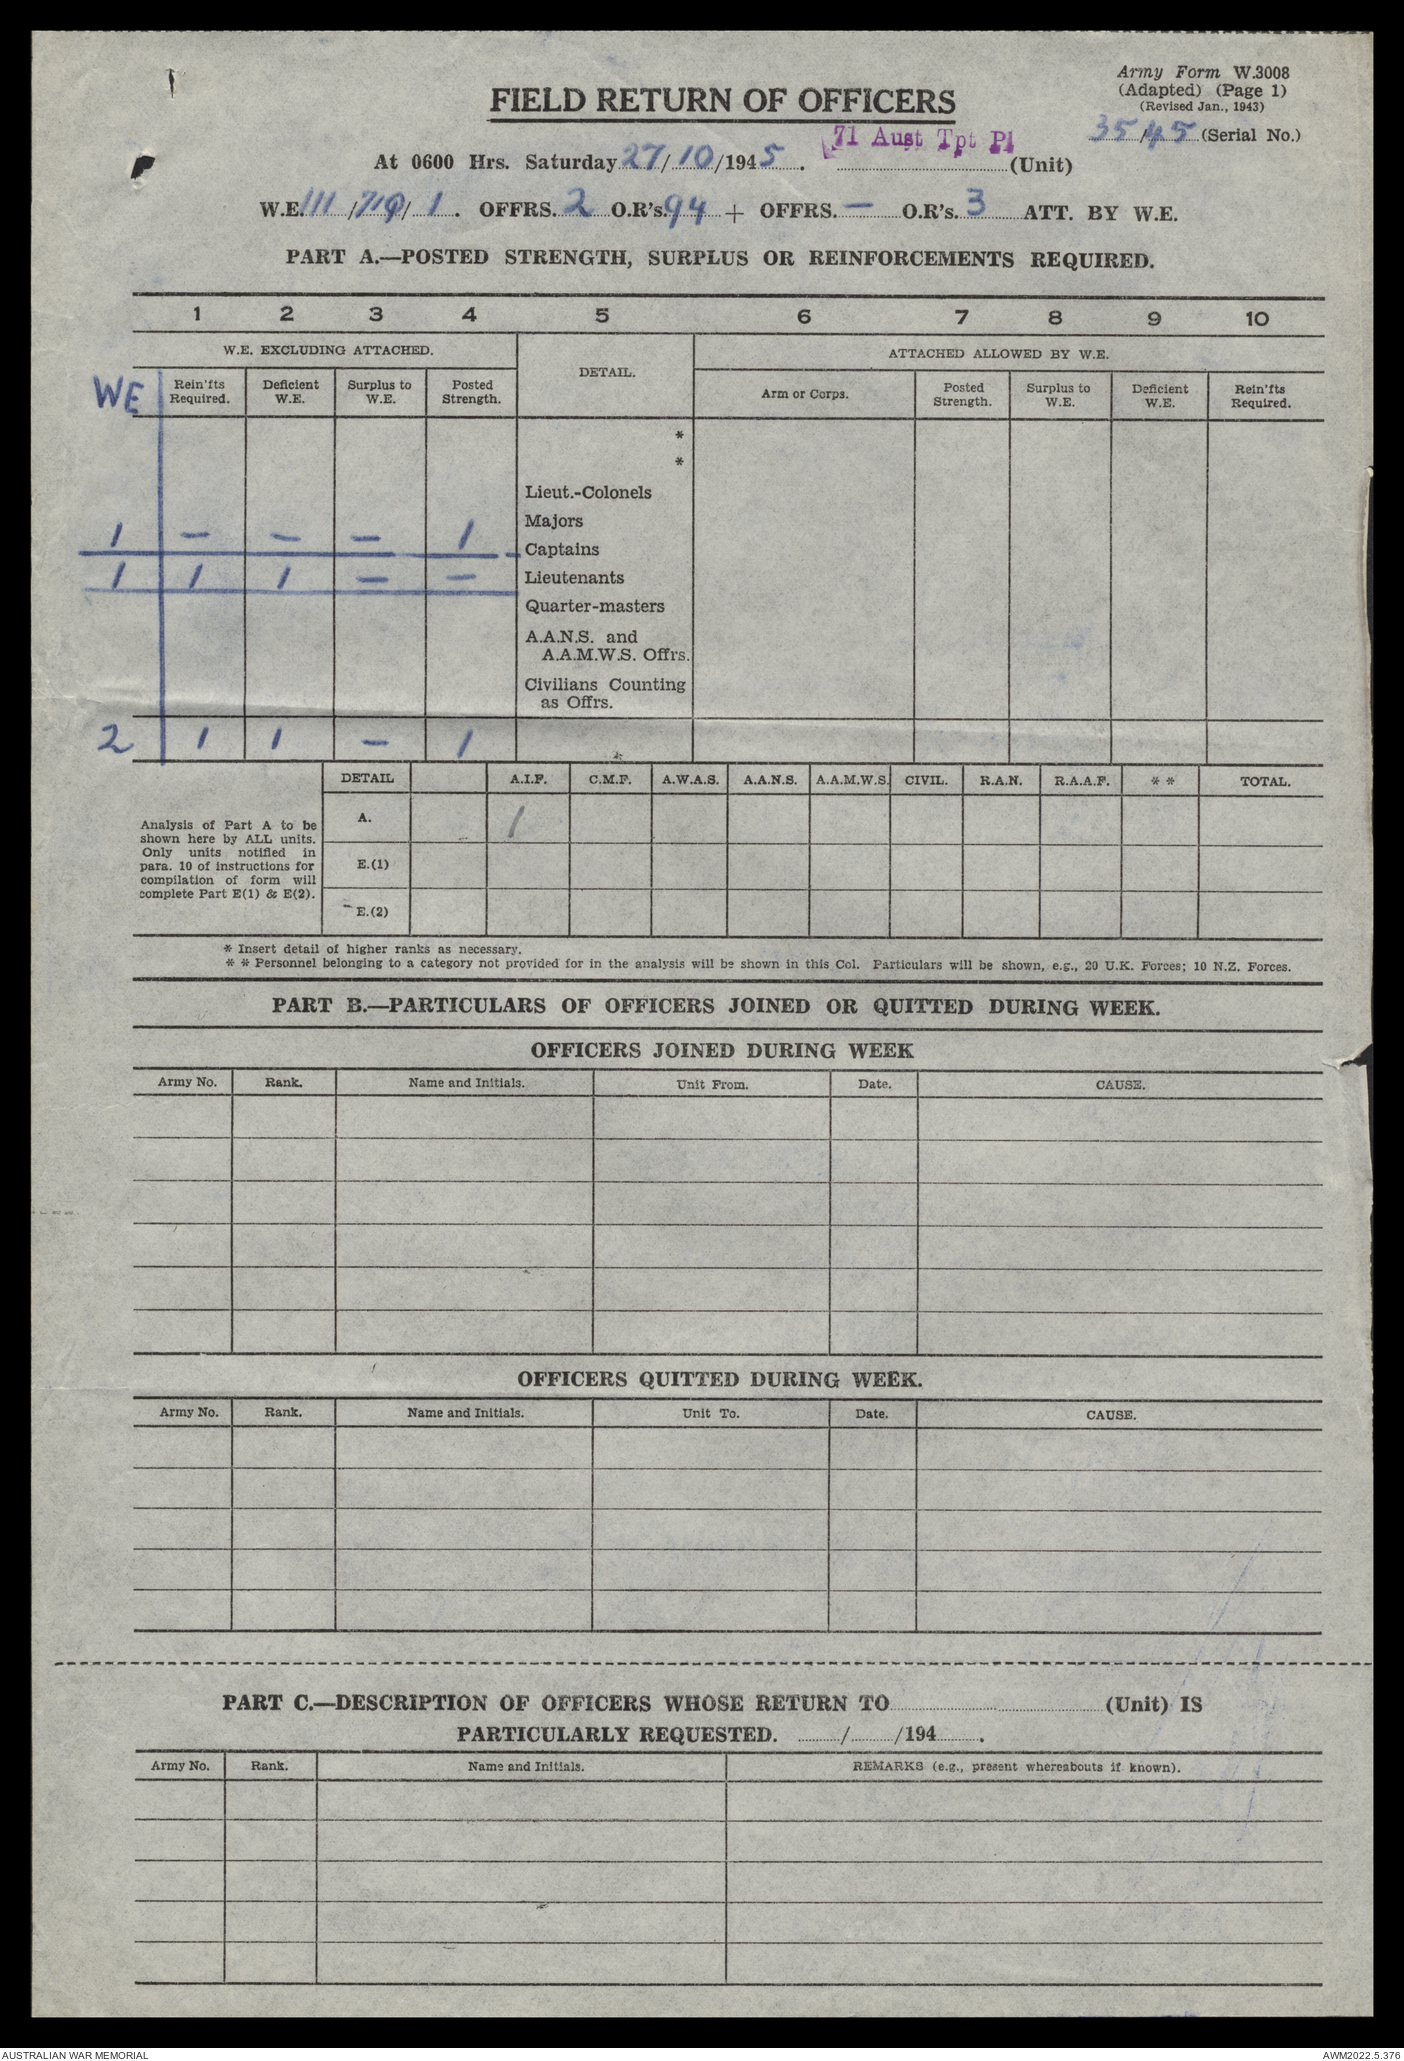 Army Form W.3008
(Adapted) (Page 1)
(Revised Jan., 1943)
FIELD RETURN OF OFFICERS
35/45 (Serial No.)
71 Aust Tpt Pl
At 0600 Hrs. Saturday 27/10/1945. (Unit)
W.E. 111 / / 1. OFFRS. 2 O.R's. 94 + OFFRS. — O.R's. 3 ATT. BY W.E.
PART A.—POSTED STRENGTH, SURPLUS OR REINFORCEMENTS REQUIRED.
1 2 3 4 5 6 7 8 9 10
W.E. EXCLUDING ATTACHED. DETAIL. ATTACHED ALLOWED BY W.E.
WE Rein'fts Required. Deficient W.E. Surplus to W.E. Posted Strength. Arm or Corps. Posted Strength. Surplus to W.E. Deficient W.E. Rein'fts Required.
*
*
Lieut.-Colonels
Majors
1 — — — 1 Captains
1 1 1 — — Lieutenants
Quarter-masters
A.A.N.S. and
A.A.M.W.S. Offrs.
Civilians Counting
as Offrs.
2 1 1 — 1
DETAIL A.I.F. C.M.F. A.W.A.S. A.A.N.S. A.A.M.W.S. CIVIL. R.A.N. R.A.A.F. * * TOTAL.
Analysis of Part A to be
shown here by ALL units.
Only units notified in
para. 10 of instructions for
compilation of form will
complete Part E(1) & E(2).
A. 1
E.(1)
E.(2)
* Insert detail of higher ranks as necessary.
* * Personnel belonging to a category not provided for in the analysis will be shown in this Col. Particulars will be shown, e.g., 20 U.K. Forces; 10 N.Z. Forces.
PART B.—PARTICULARS OF OFFICERS JOINED OR QUITTED DURING WEEK.
OFFICERS JOINED DURING WEEK
Army No. Rank. Name and Initials. Unit From. Date. CAUSE.
OFFICERS QUITTED DURING WEEK.
Army No. Rank. Name and Initials. Unit To. Date. CAUSE.
PART C.—DESCRIPTION OF OFFICERS WHOSE RETURN TO (Unit) IS
PARTICULARLY REQUESTED. / /194 .
Army No. Rank. Name and Initials. REMARKS (e.g., present whereabouts if known).
AUSTRALIAN WAR MEMORIAL AWM2022.5.376